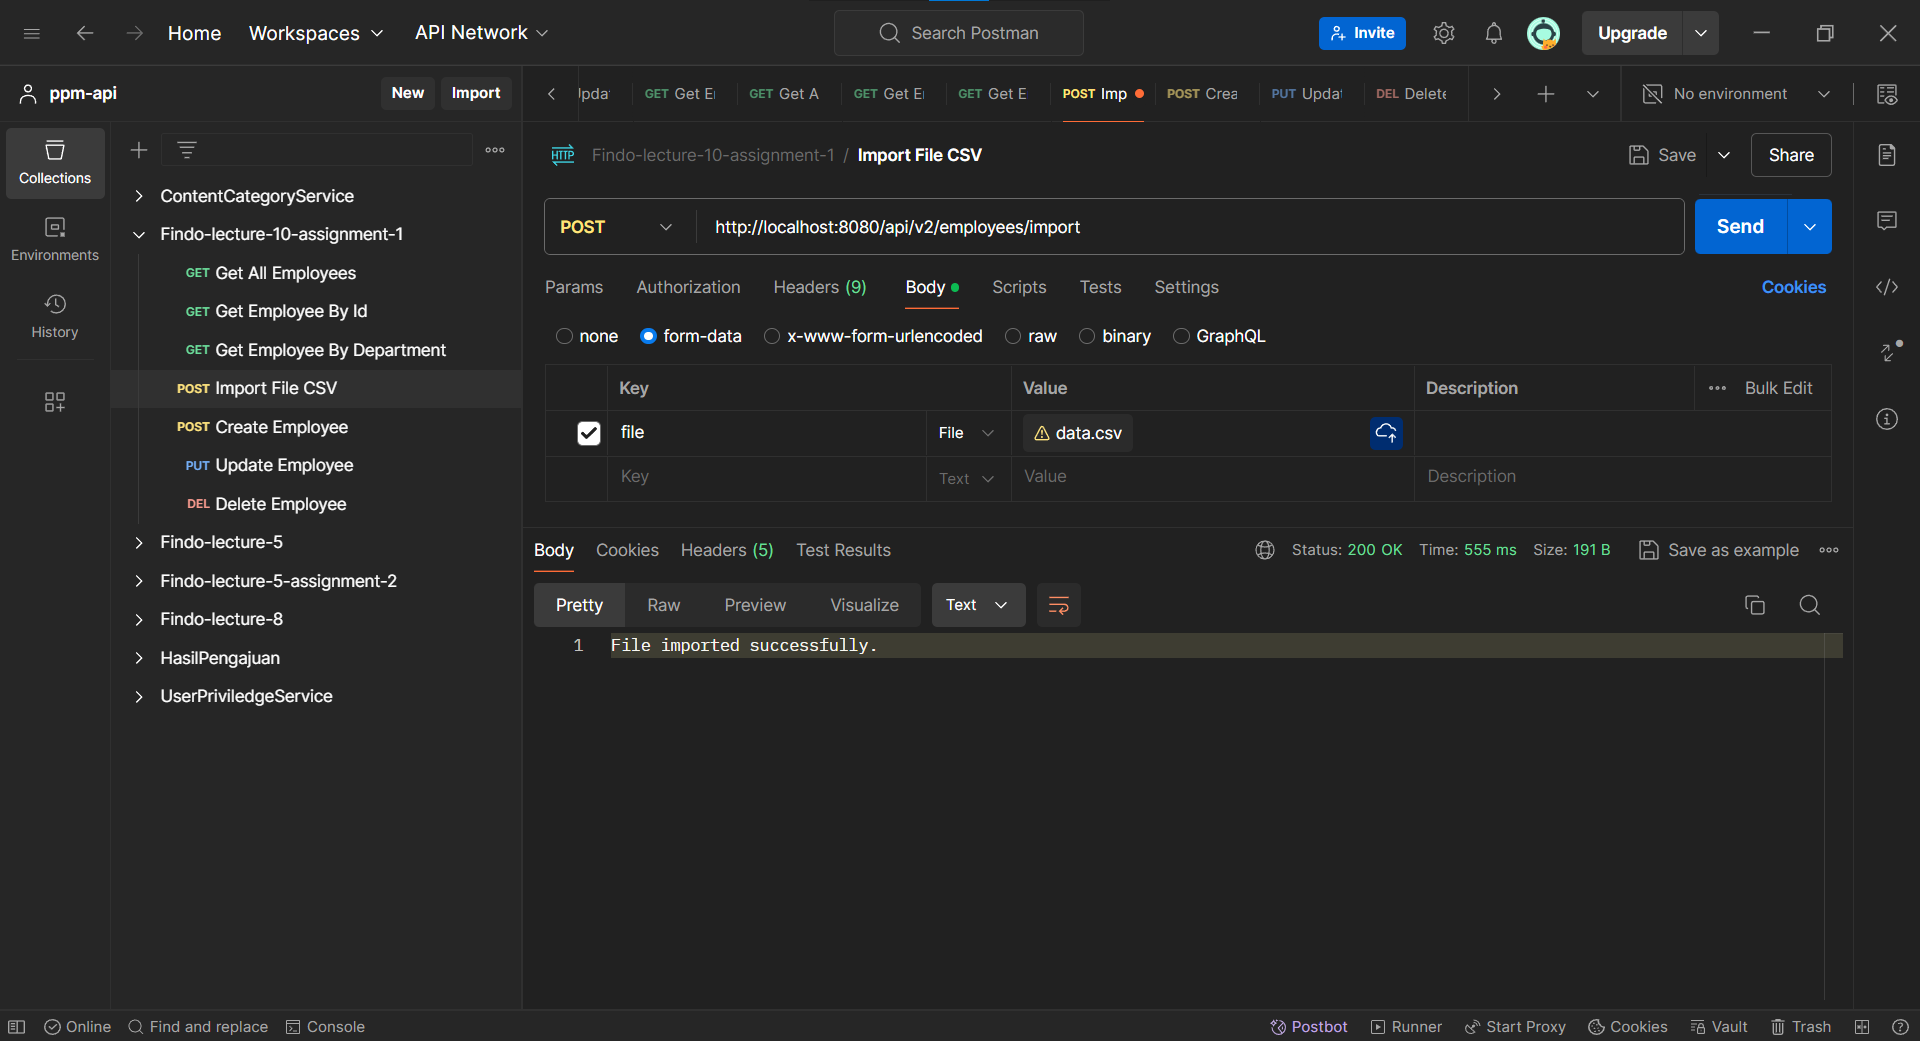 Home Workspaces API Network Search Postman Invite Upgrade
ppm-api New Import
GET Get GET Get A GET Get GET Get E POST Imp POST Crea PUT Upda DEL Delet No environment
Collections
Environments
History
ContentCategoryService
Findo-lecture-10-assignment-1
GET Get All Employees
GET Get Employee By Id
GET Get Employee By Department
POST Import File CSV
POST Create Employee
PUT Update Employee
DEL Delete Employee
Findo-lecture-5
Findo-lecture-5-assignment-2
Findo-lecture-8
HasilPengajuan
UserPriviledgeService
HTTP Findo-lecture-10-assignment-1 / Import File CSV Save Share
POST http://localhost:8080/api/v2/employees/import Send
Params Authorization Headers (9) Body Scripts Tests Settings Cookies
none form-data x-www-form-urlencoded raw binary GraphQL
Key Value Description Bulk Edit
file File data.csv
Key Text Value Description
Body Cookies Headers (5) Test Results Status: 200 OK Time: 555 ms Size: 191 B Save as example
Pretty Raw Preview Visualize Text
1 File imported successfully.
Online Find and replace Console Postbot Runner Start Proxy Cookies Vault Trash